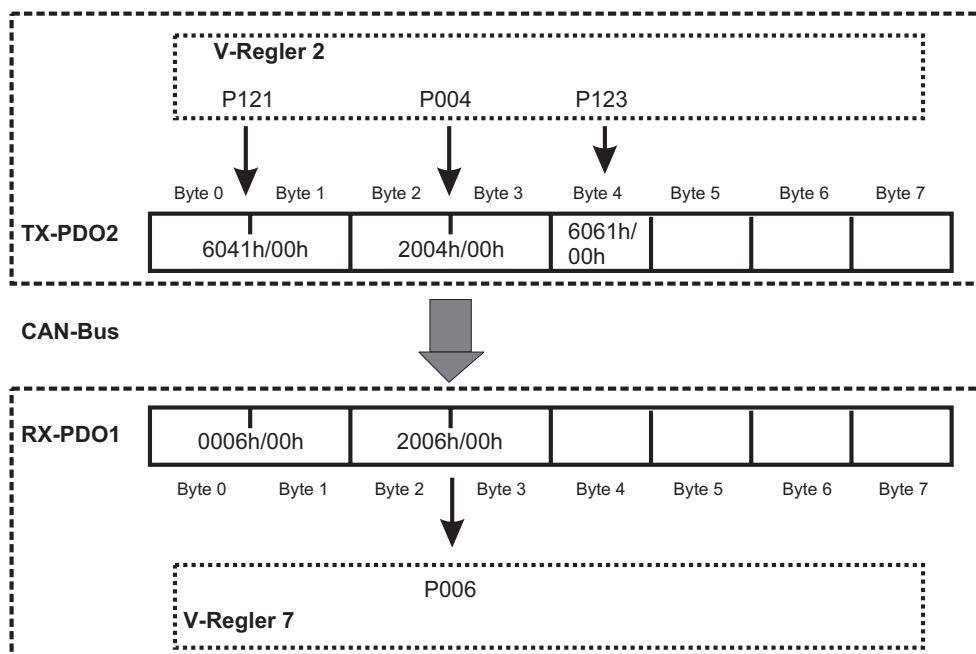 V-Regler 2
P121 P004 P123
Byte 0 Byte 1 Byte 2 Byte 3 Byte 4 Byte 5 Byte 6 Byte 7
TX-PDO2 6041h/00h 2004h/00h 6061h/
00h
CAN-Bus
RX-PDO1 0006h/00h 2006h/00h
Byte 0 Byte 1 Byte 2 Byte 3 Byte 4 Byte 5 Byte 6 Byte 7
P006
V-Regler 7